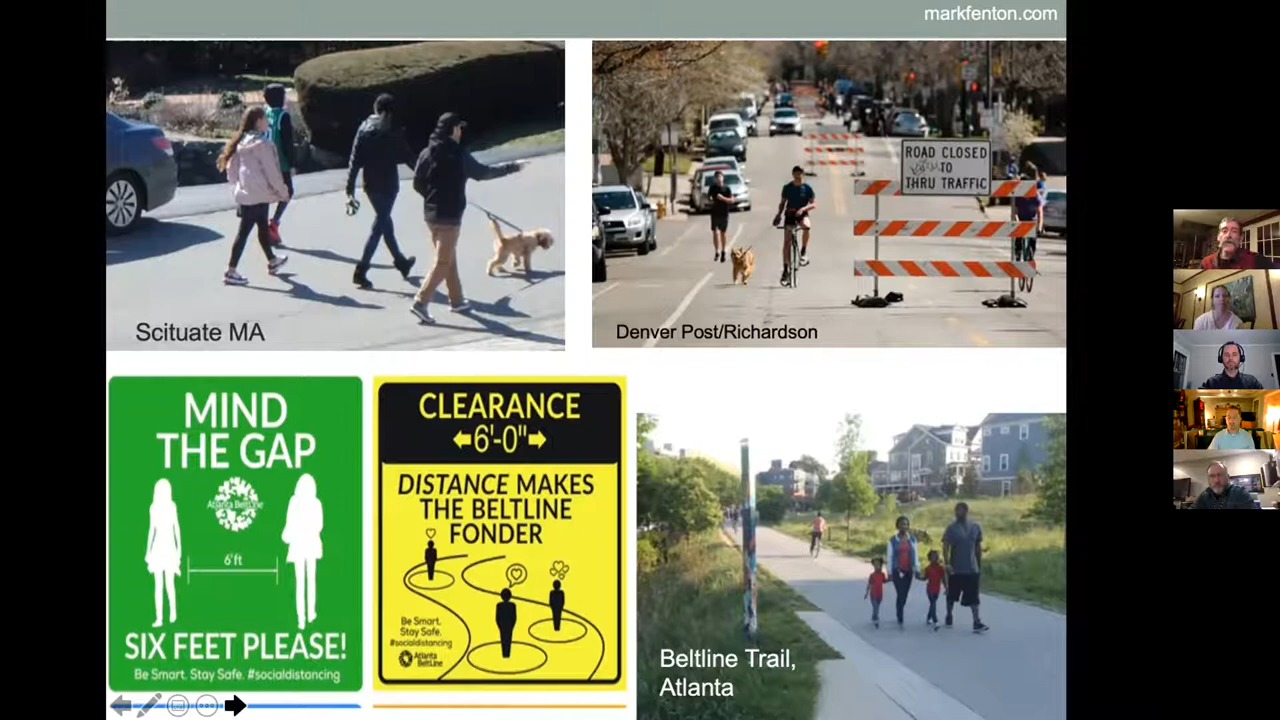 markfenton.com
Scituate MA
ROAD CLOSED
TO
THRU TRAFFIC
Denver Post/Richardson
MIND
THE GAP
Atlanta BeltLine
6'ft
SIX FEET PLEASE!
Be Smart. Stay Safe. #socialdistancing
CLEARANCE
6'-0"
DISTANCE MAKES
THE BELTLINE
FONDER
Be Smart.
Stay Safe.
#socialdistancing
Atlanta
BeltLine
Beltline Trail,
Atlanta